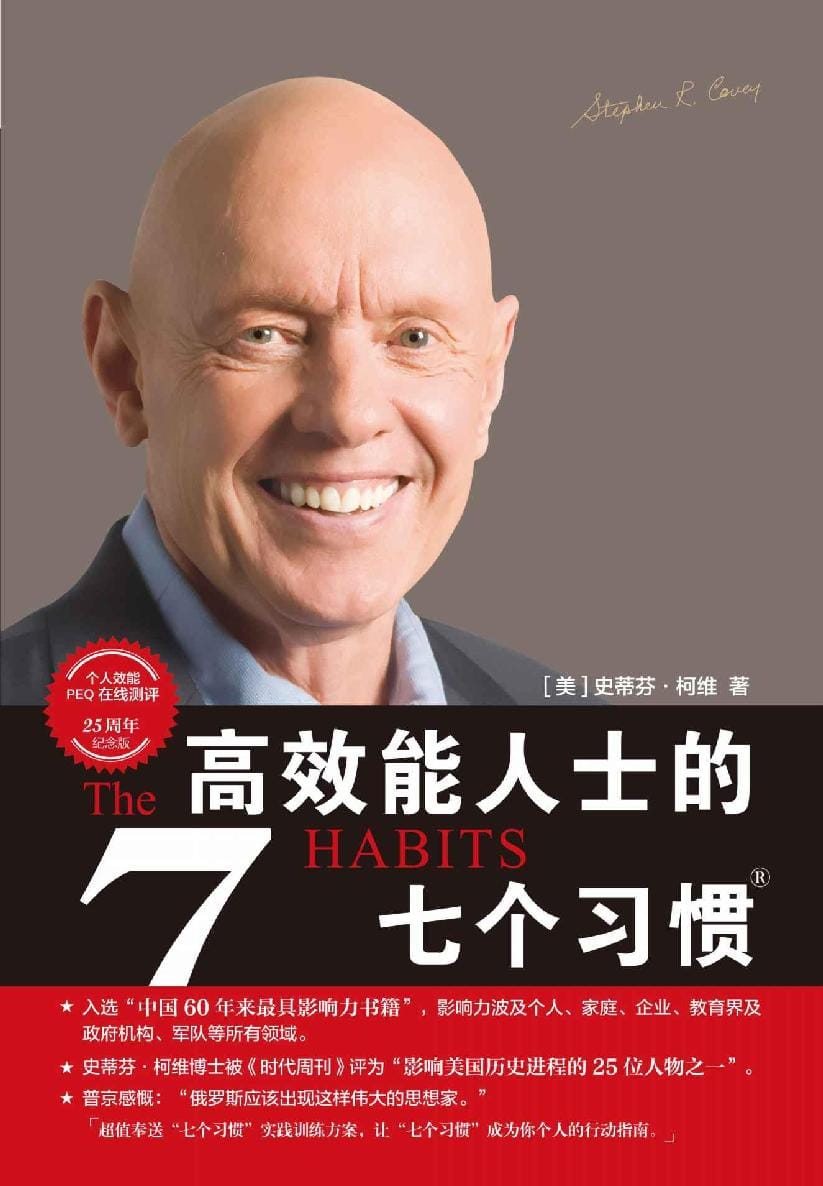 Stephen R. Covey
[美]史蒂芬·柯维 著
个人效能
PEQ在线测评
25周年
纪念版
The
高效能人士的
7
HABITS
七个习惯®
★ 入选“中国60年来最具影响力书籍”，影响力波及个人、家庭、企业、教育界及
政府机构、军队等所有领域。
★ 史蒂芬·柯维博士被《时代周刊》评为“影响美国历史进程的25位人物之一”。
★ 普京感慨：“俄罗斯应该出现这样伟大的思想家。”
「超值奉送“七个习惯”实践训练方案，让“七个习惯”成为你个人的行动指南。」